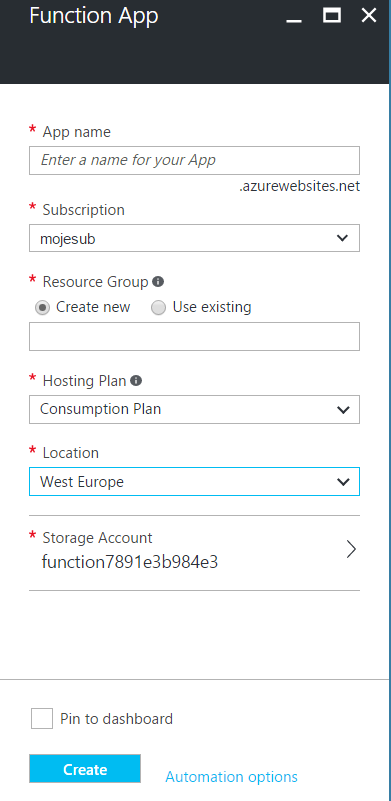 Function App
* App name
Enter a name for your App
.azurewebsites.net
* Subscription
mojesub
* Resource Group
Create new Use existing
* Hosting Plan
Consumption Plan
* Location
West Europe
* Storage Account
function7891e3b984e3
Pin to dashboard
Create Automation options